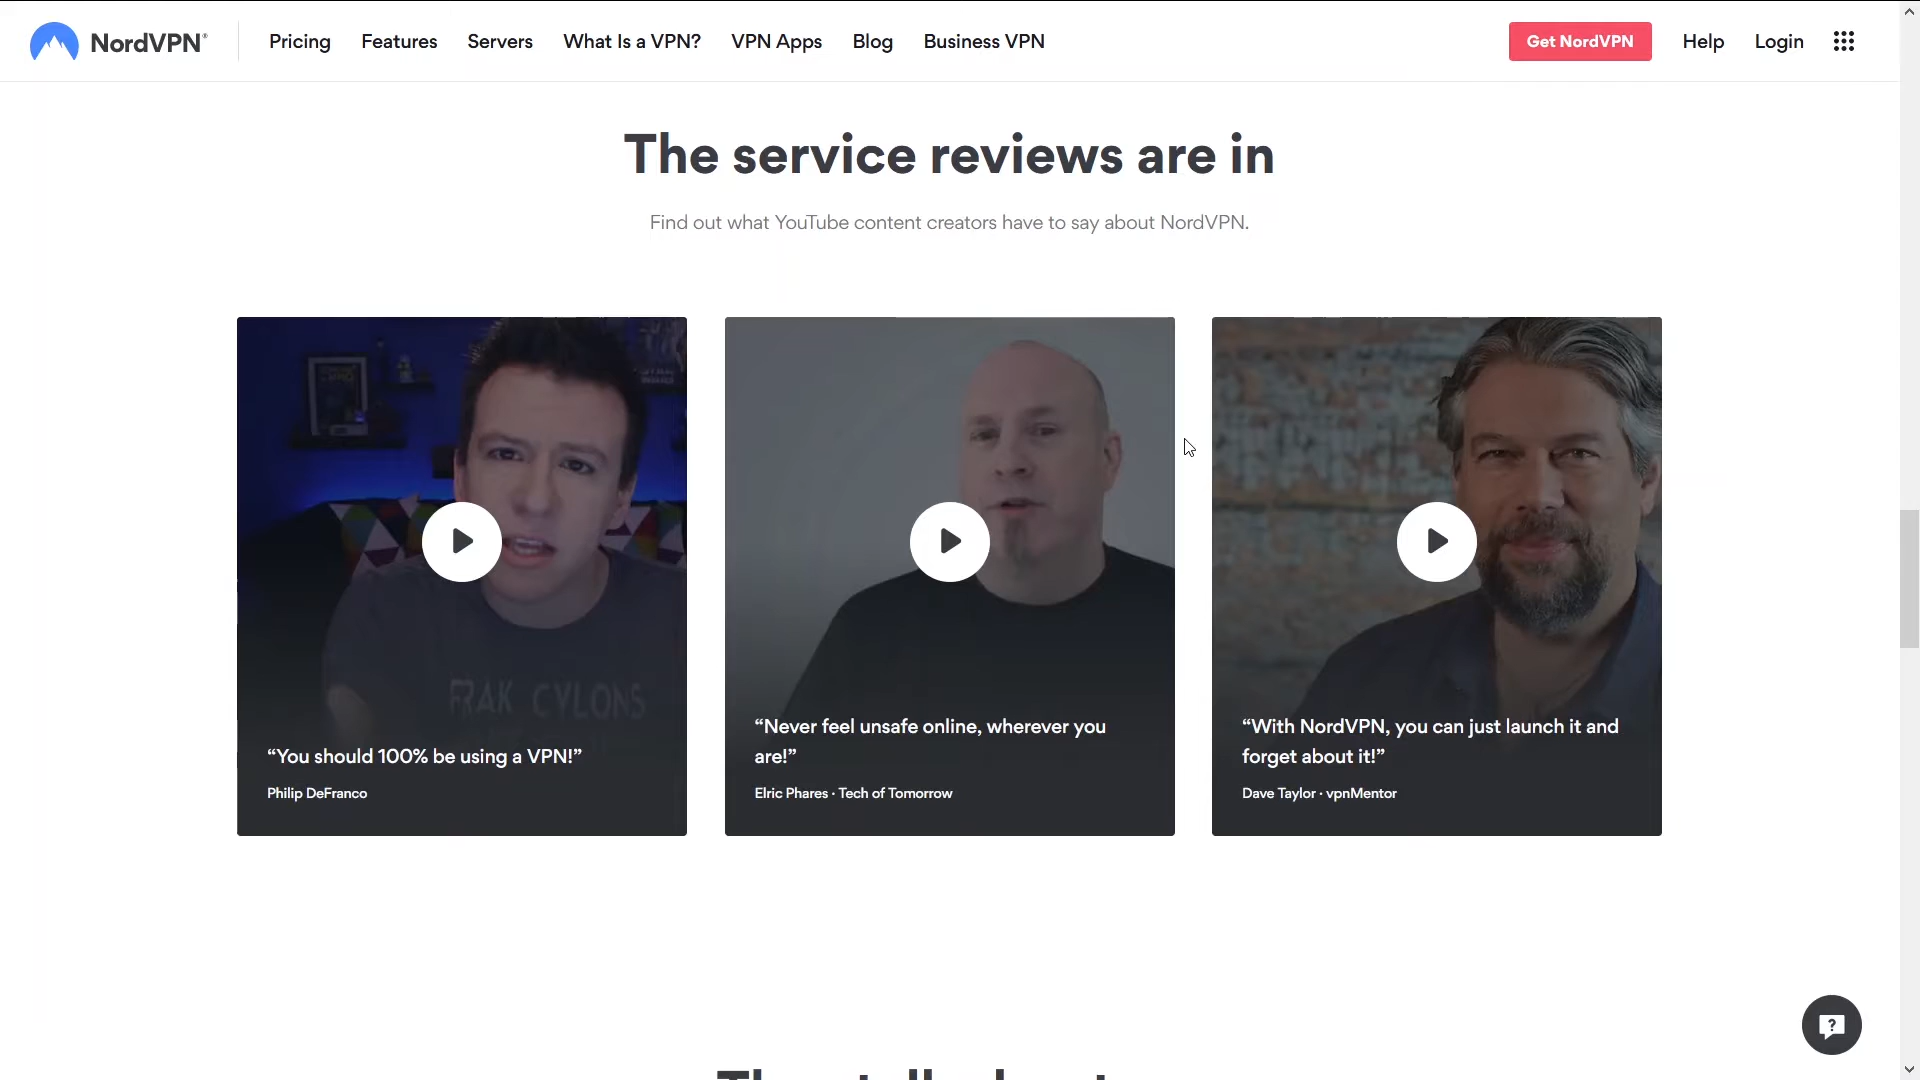 NordVPN®
Pricing
Features
Servers
What Is a VPN?
VPN Apps
Blog
Business VPN
Get NordVPN
Help
Login
The service reviews are in
Find out what YouTube content creators have to say about NordVPN.
FRAK CYLONS
“You should 100% be using a VPN!”
Philip DeFranco
“Never feel unsafe online, wherever you
are!”
Elric Phares · Tech of Tomorrow
“With NordVPN, you can just launch it and
forget about it!”
Dave Taylor · vpnMentor
?